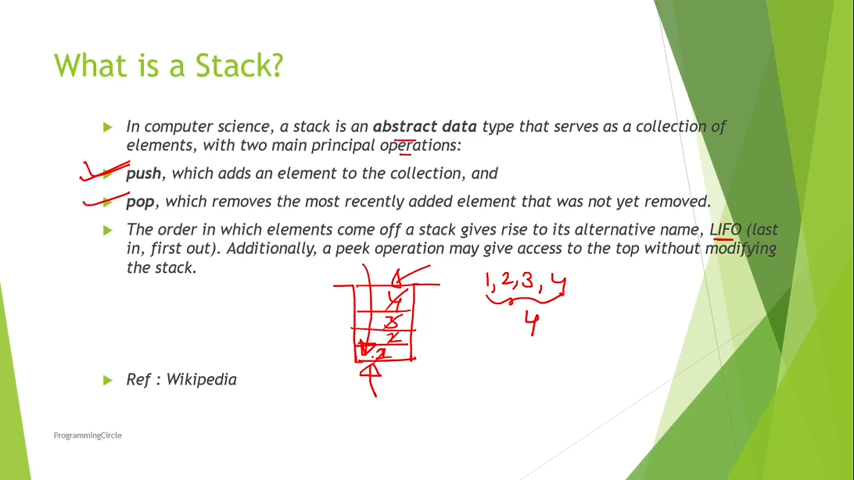 What is a Stack?
In computer science, a stack is an abstract data type that serves as a collection of
elements, with two main principal operations:
push, which adds an element to the collection, and
pop, which removes the most recently added element that was not yet removed.
The order in which elements come off a stack gives rise to its alternative name, LIFO (last
in, first out). Additionally, a peek operation may give access to the top without modifying
the stack.
1, 2, 3, 4
4
4
3
2
Ref : Wikipedia
ProgrammingCircle